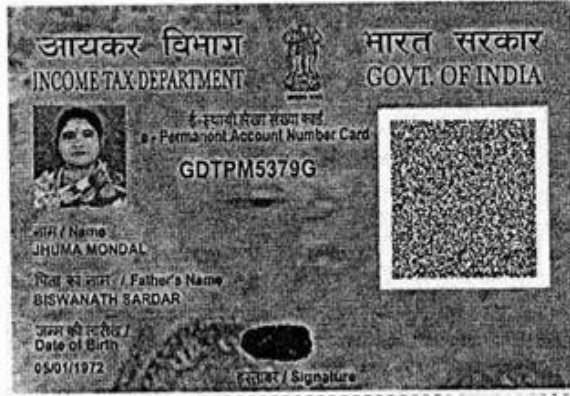 आयकर विभाग
INCOME TAX DEPARTMENT
भारत सरकार
GOVT. OF INDIA
ई-स्थायी लेखा संख्या कार्ड
e - Permanent Account Number Card
GDTPM5379G
नाम / Name
JHUMA MONDAL
पिता का नाम / Father's Name
BISWANATH SARDAR
जन्म की तारीख /
Date of Birth
05/01/1972
हस्ताक्षर / Signature